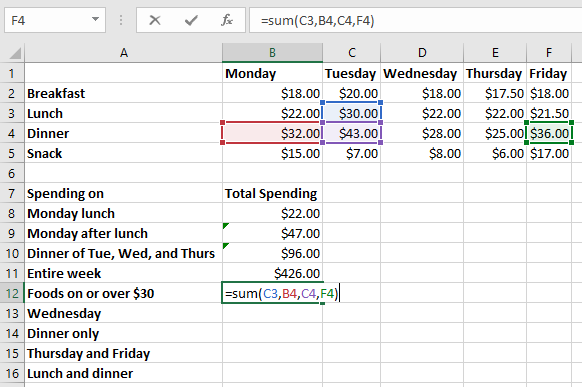 F4 fx =sum(C3,B4,C4,F4)
A B C D E F
1 Monday Tuesday Wednesday Thursday Friday
2 Breakfast $18.00 $20.00 $18.00 $17.50 $18.00
3 Lunch $22.00 $30.00 $22.00 $22.00 $21.50
4 Dinner $32.00 $43.00 $28.00 $25.00 $36.00
5 Snack $15.00 $7.00 $8.00 $6.00 $17.00
6
7 Spending on Total Spending
8 Monday lunch $22.00
9 Monday after lunch $47.00
10 Dinner of Tue, Wed, and Thurs $96.00
11 Entire week $426.00
12 Foods on or over $30 =sum(C3,B4,C4,F4)
13 Wednesday
14 Dinner only
15 Thursday and Friday
16 Lunch and dinner